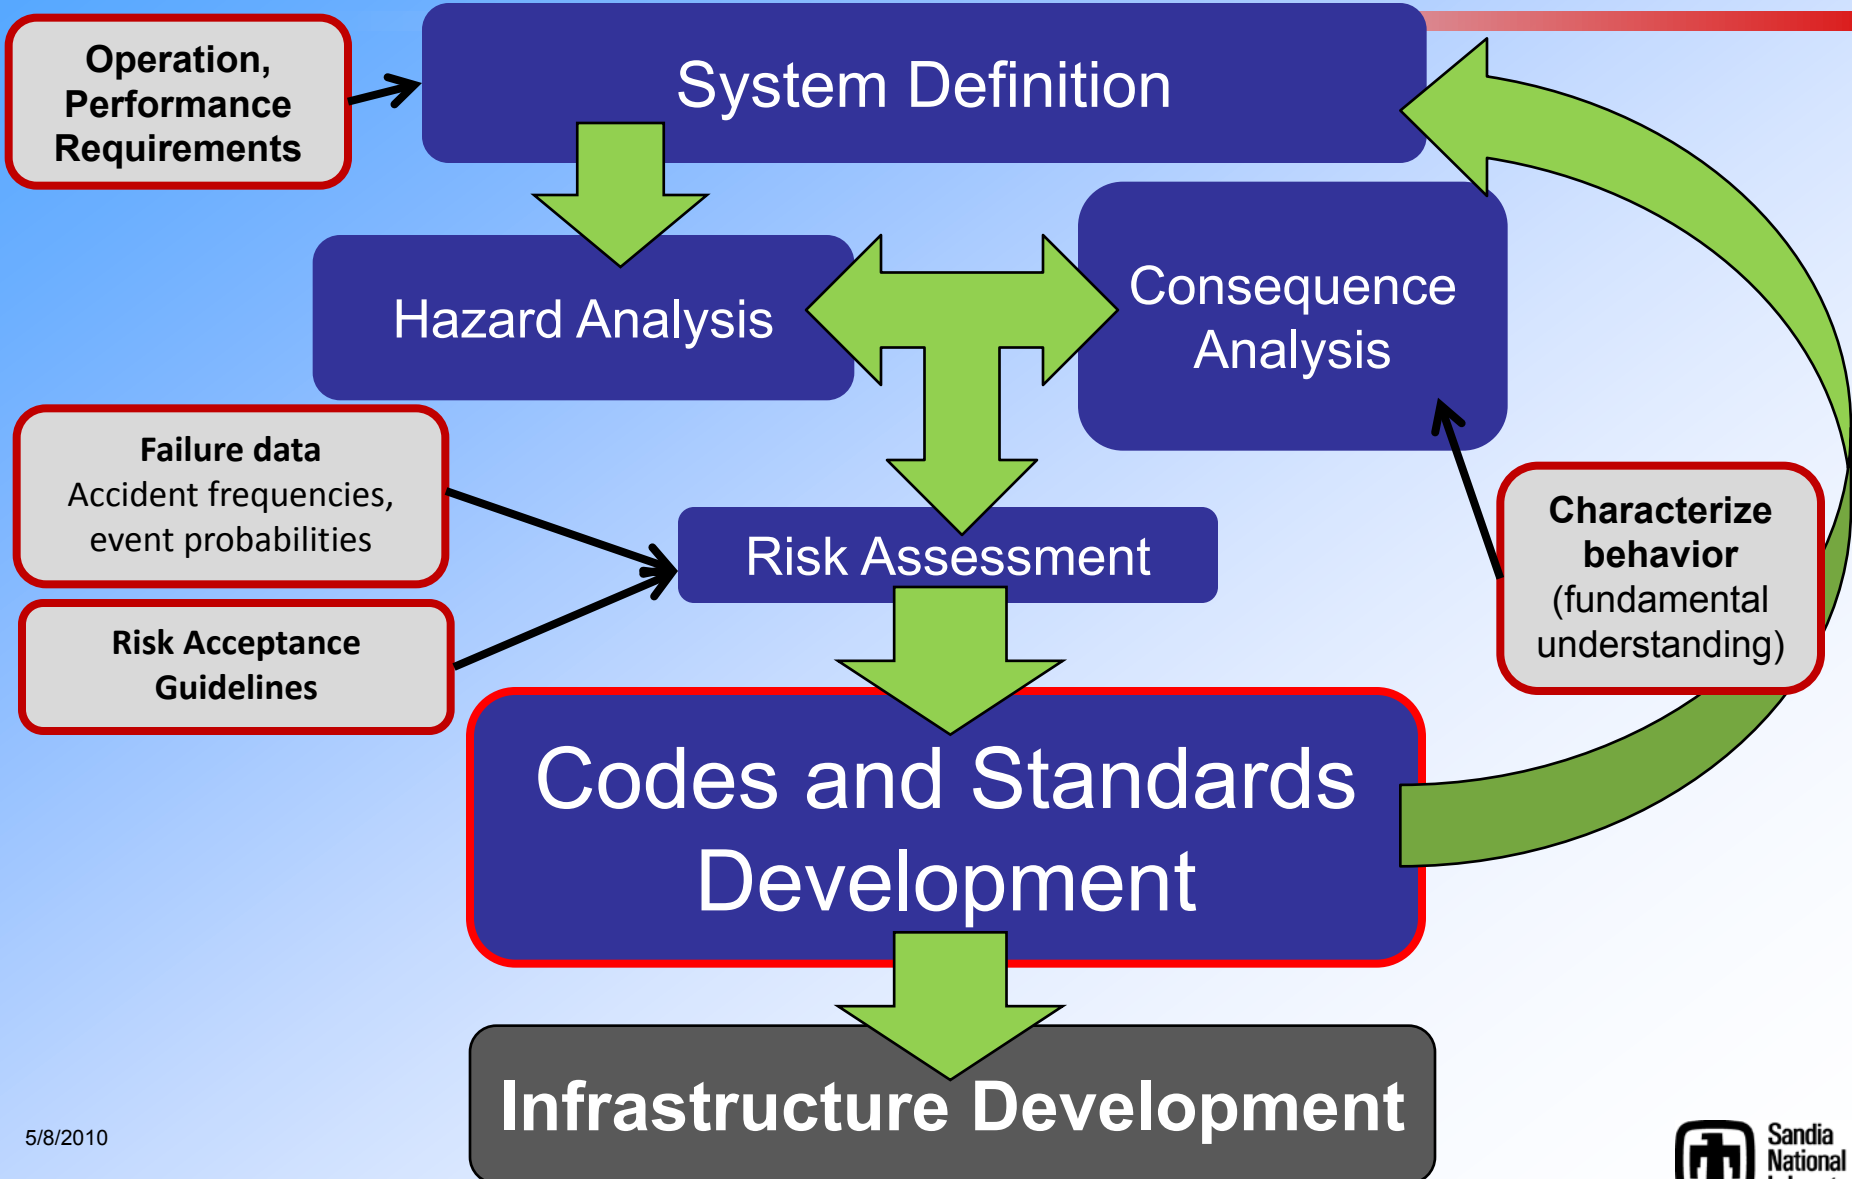 Operation,
Performance
Requirements
System Definition
Hazard Analysis
Consequence
Analysis
Failure data
Accident frequencies,
event probabilities
Risk Assessment
Characterize
behavior
(fundamental
understanding)
Risk Acceptance
Guidelines
Codes and Standards
Development
Infrastructure Development
5/8/2010
Sandia
National